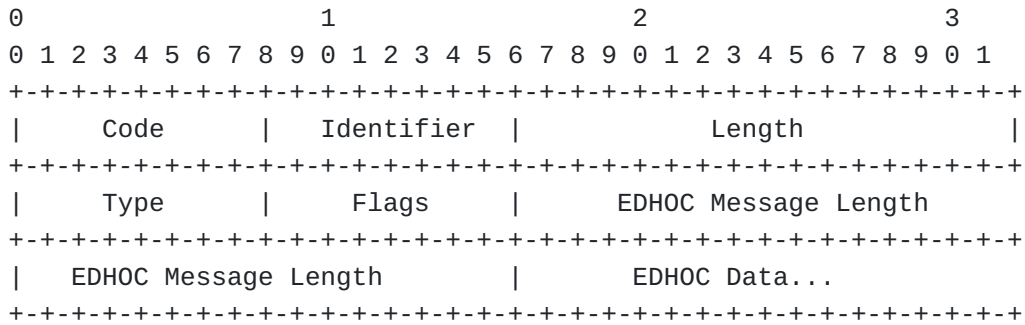 0                   1                   2                   3
0 1 2 3 4 5 6 7 8 9 0 1 2 3 4 5 6 7 8 9 0 1 2 3 4 5 6 7 8 9 0 1
+-+-+-+-+-+-+-+-+-+-+-+-+-+-+-+-+-+-+-+-+-+-+-+-+-+-+-+-+-+-+-+-+
|     Code      |   Identifier  |            Length             |
+-+-+-+-+-+-+-+-+-+-+-+-+-+-+-+-+-+-+-+-+-+-+-+-+-+-+-+-+-+-+-+-+
|     Type      |     Flags     |      EDHOC Message Length
+-+-+-+-+-+-+-+-+-+-+-+-+-+-+-+-+-+-+-+-+-+-+-+-+-+-+-+-+-+-+-+-+
|   EDHOC Message Length        |       EDHOC Data...
+-+-+-+-+-+-+-+-+-+-+-+-+-+-+-+-+-+-+-+-+-+-+-+-+-+-+-+-+-+-+-+-+